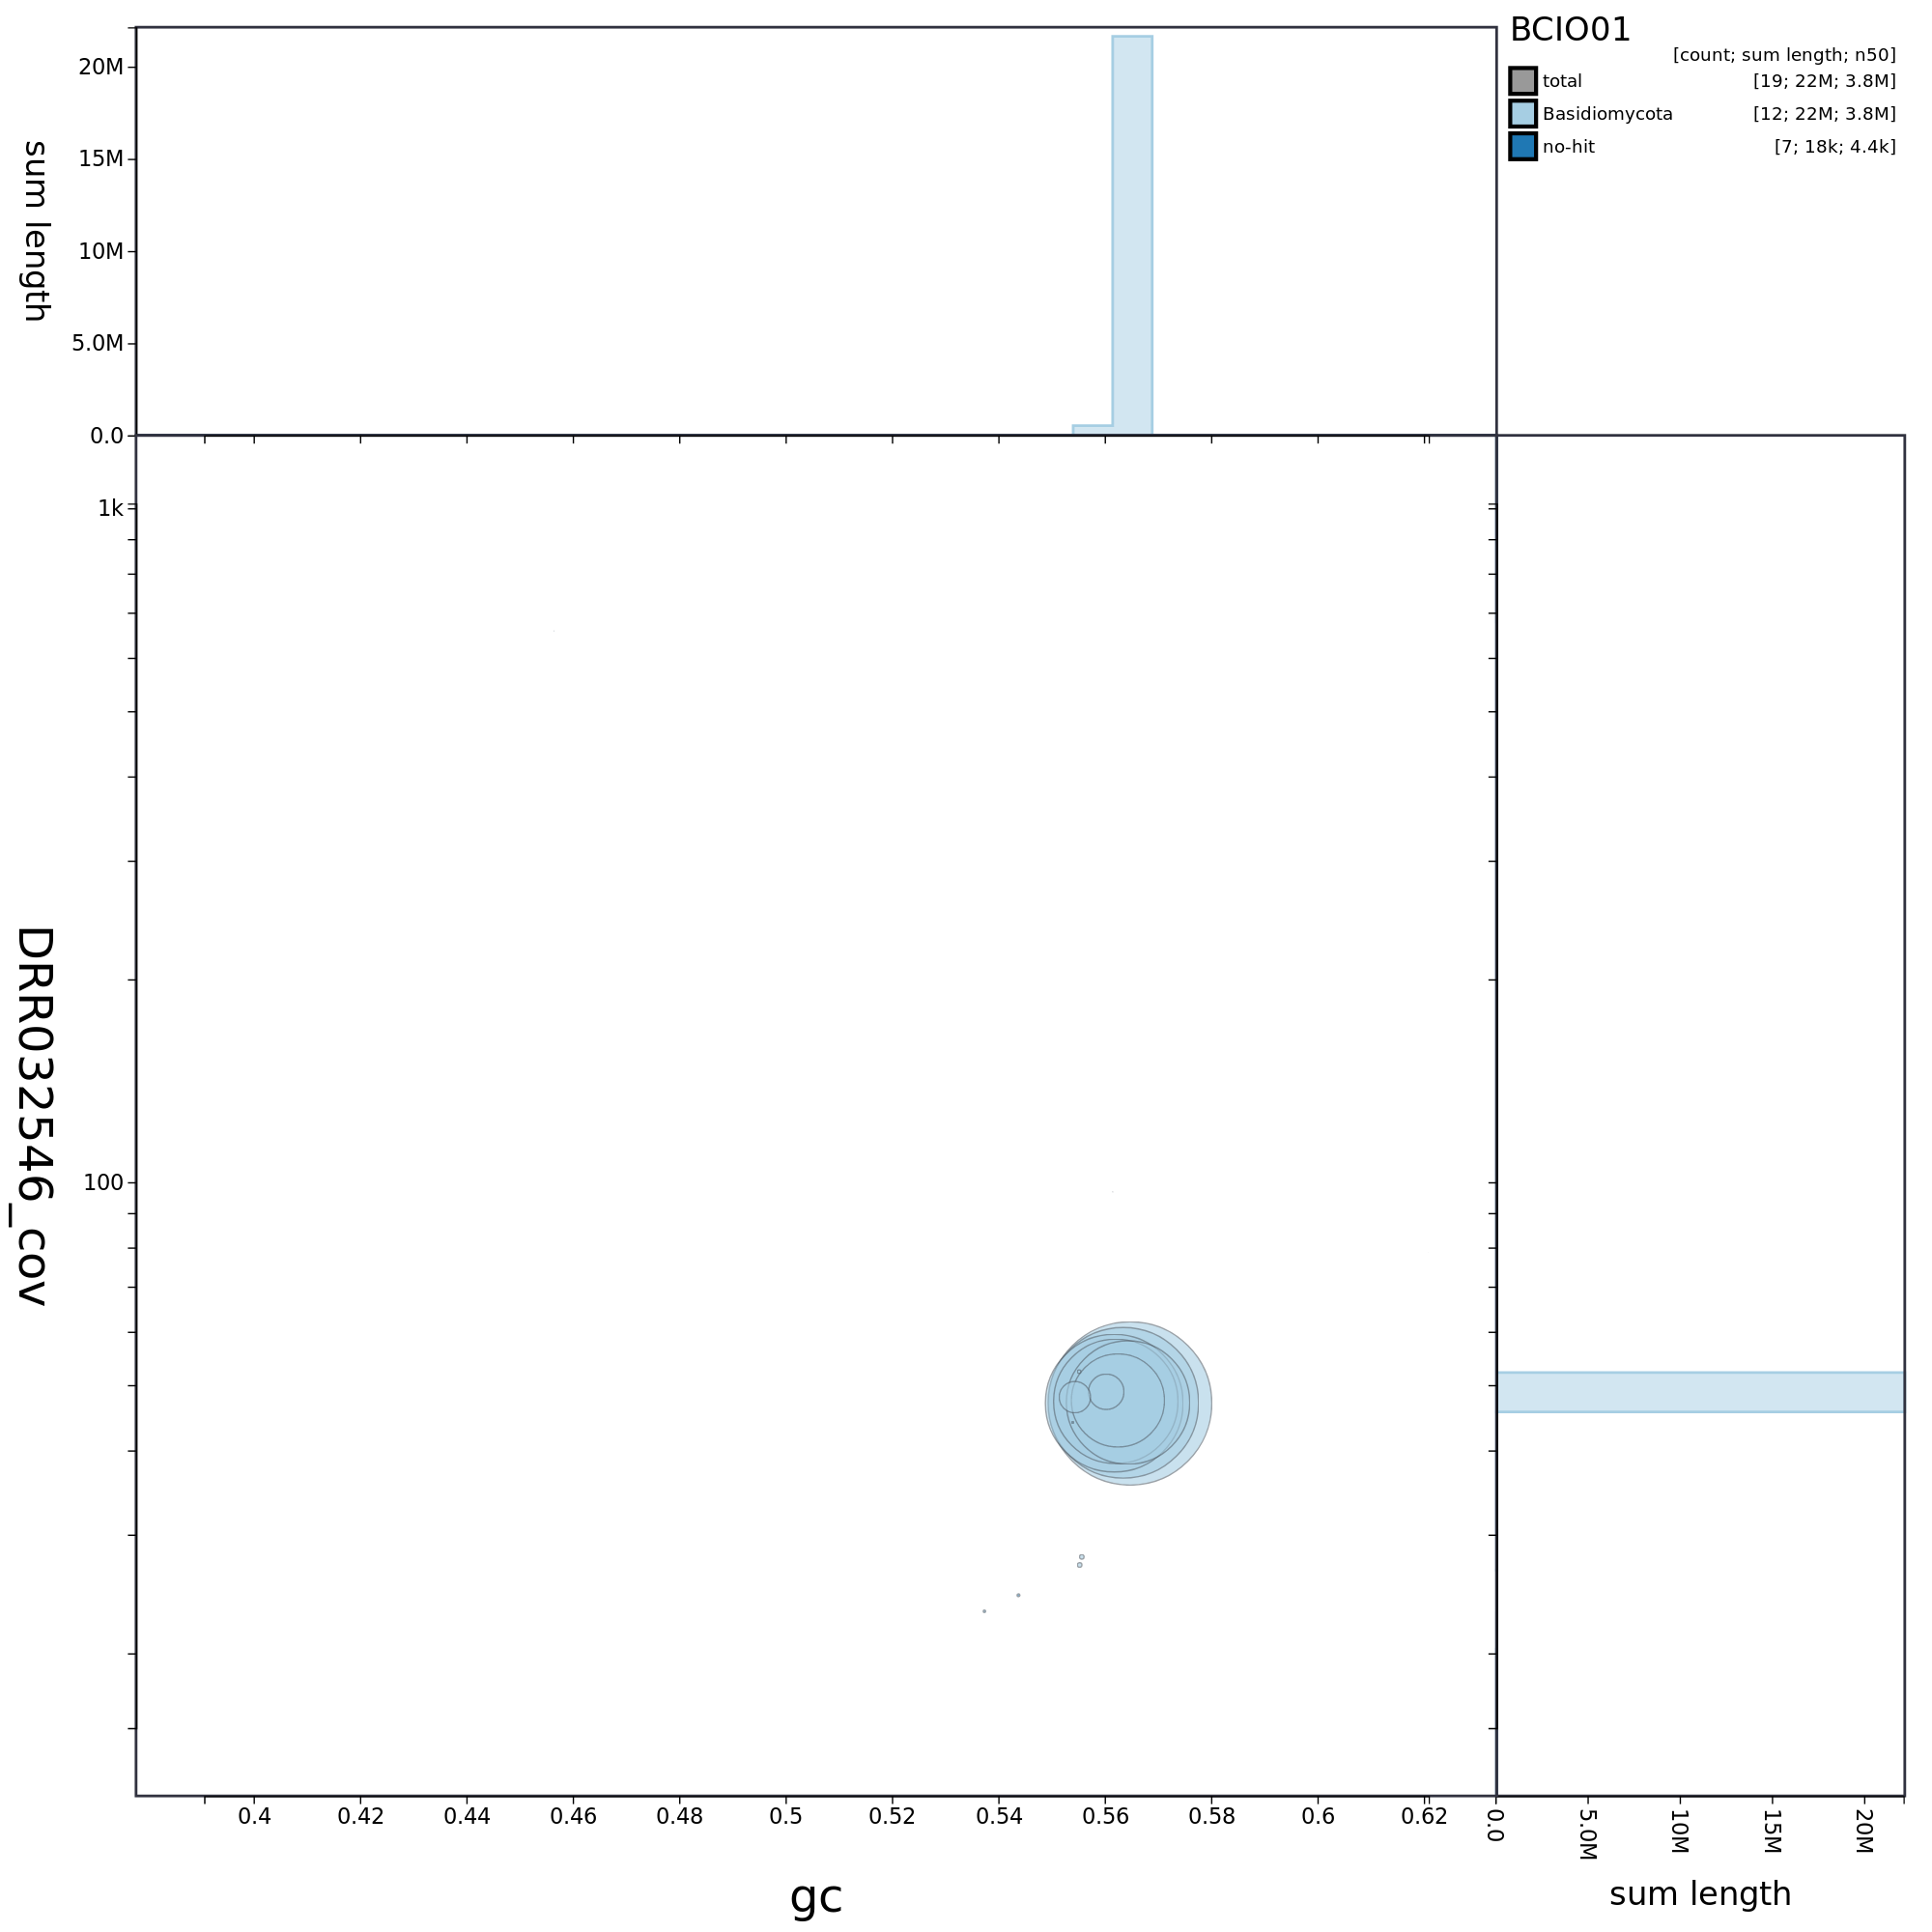 BCIO01
[count; sum length; n50]
total [19; 22M; 3.8M]
Basidiomycota [12; 22M; 3.8M]
no-hit [7; 18k; 4.4k]
sum length
20M
15M
10M
5.0M
0.0
DRR032546_cov
1k
100
0.4 0.42 0.44 0.46 0.48 0.5 0.52 0.54 0.56 0.58 0.6 0.62
gc
0.0 5.0M 10M 15M 20M
sum length